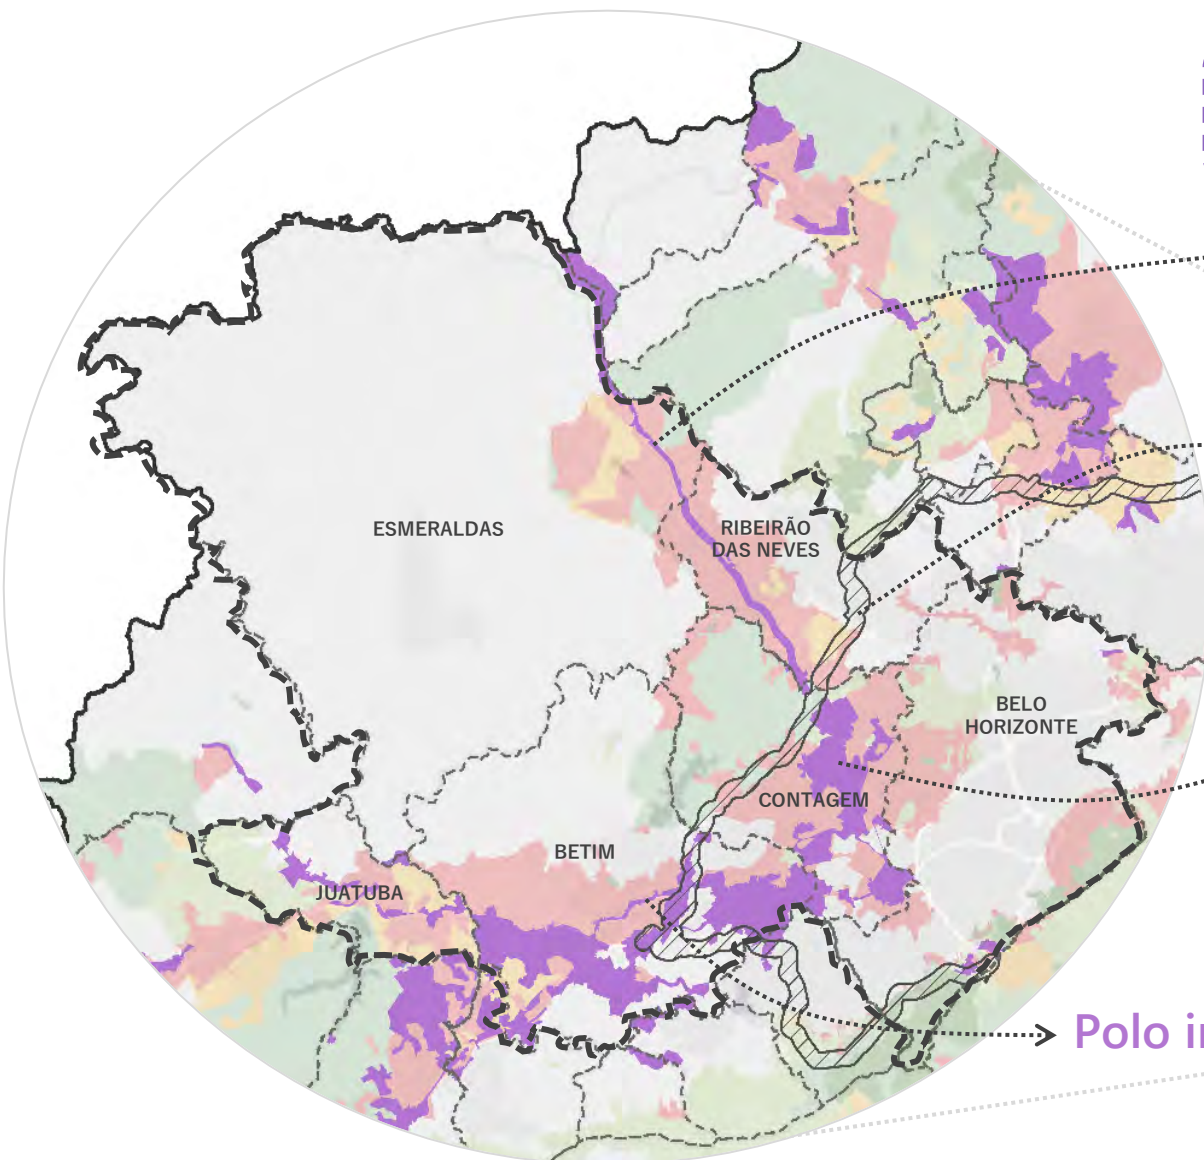 ESMERALDAS
RIBEIRÃO
DAS NEVES
BELO
HORIZONTE
CONTAGEM
BETIM
JUATUBA
Polo